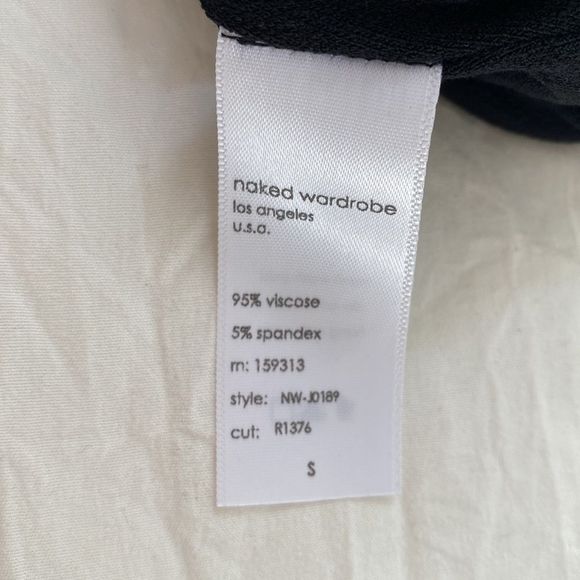 naked wardrobe
los angeles
u.s.a.
95% viscose
5% spandex
rn: 159313
style: NW-J0189
cut: R1376
S